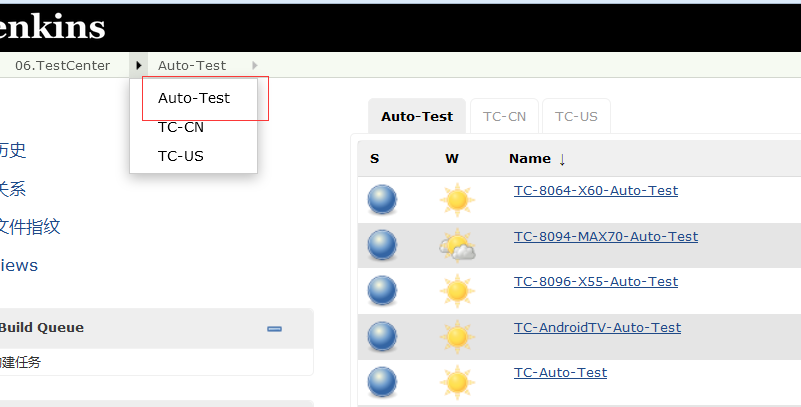 enkins
06.TestCenter Auto-Test
Auto-Test
TC-CN
TC-US
历史
关系
文件指纹
iews
Build Queue
建任务
Auto-Test TC-CN TC-US
S W Name ↓
TC-8064-X60-Auto-Test
TC-8094-MAX70-Auto-Test
TC-8096-X55-Auto-Test
TC-AndroidTV-Auto-Test
TC-Auto-Test